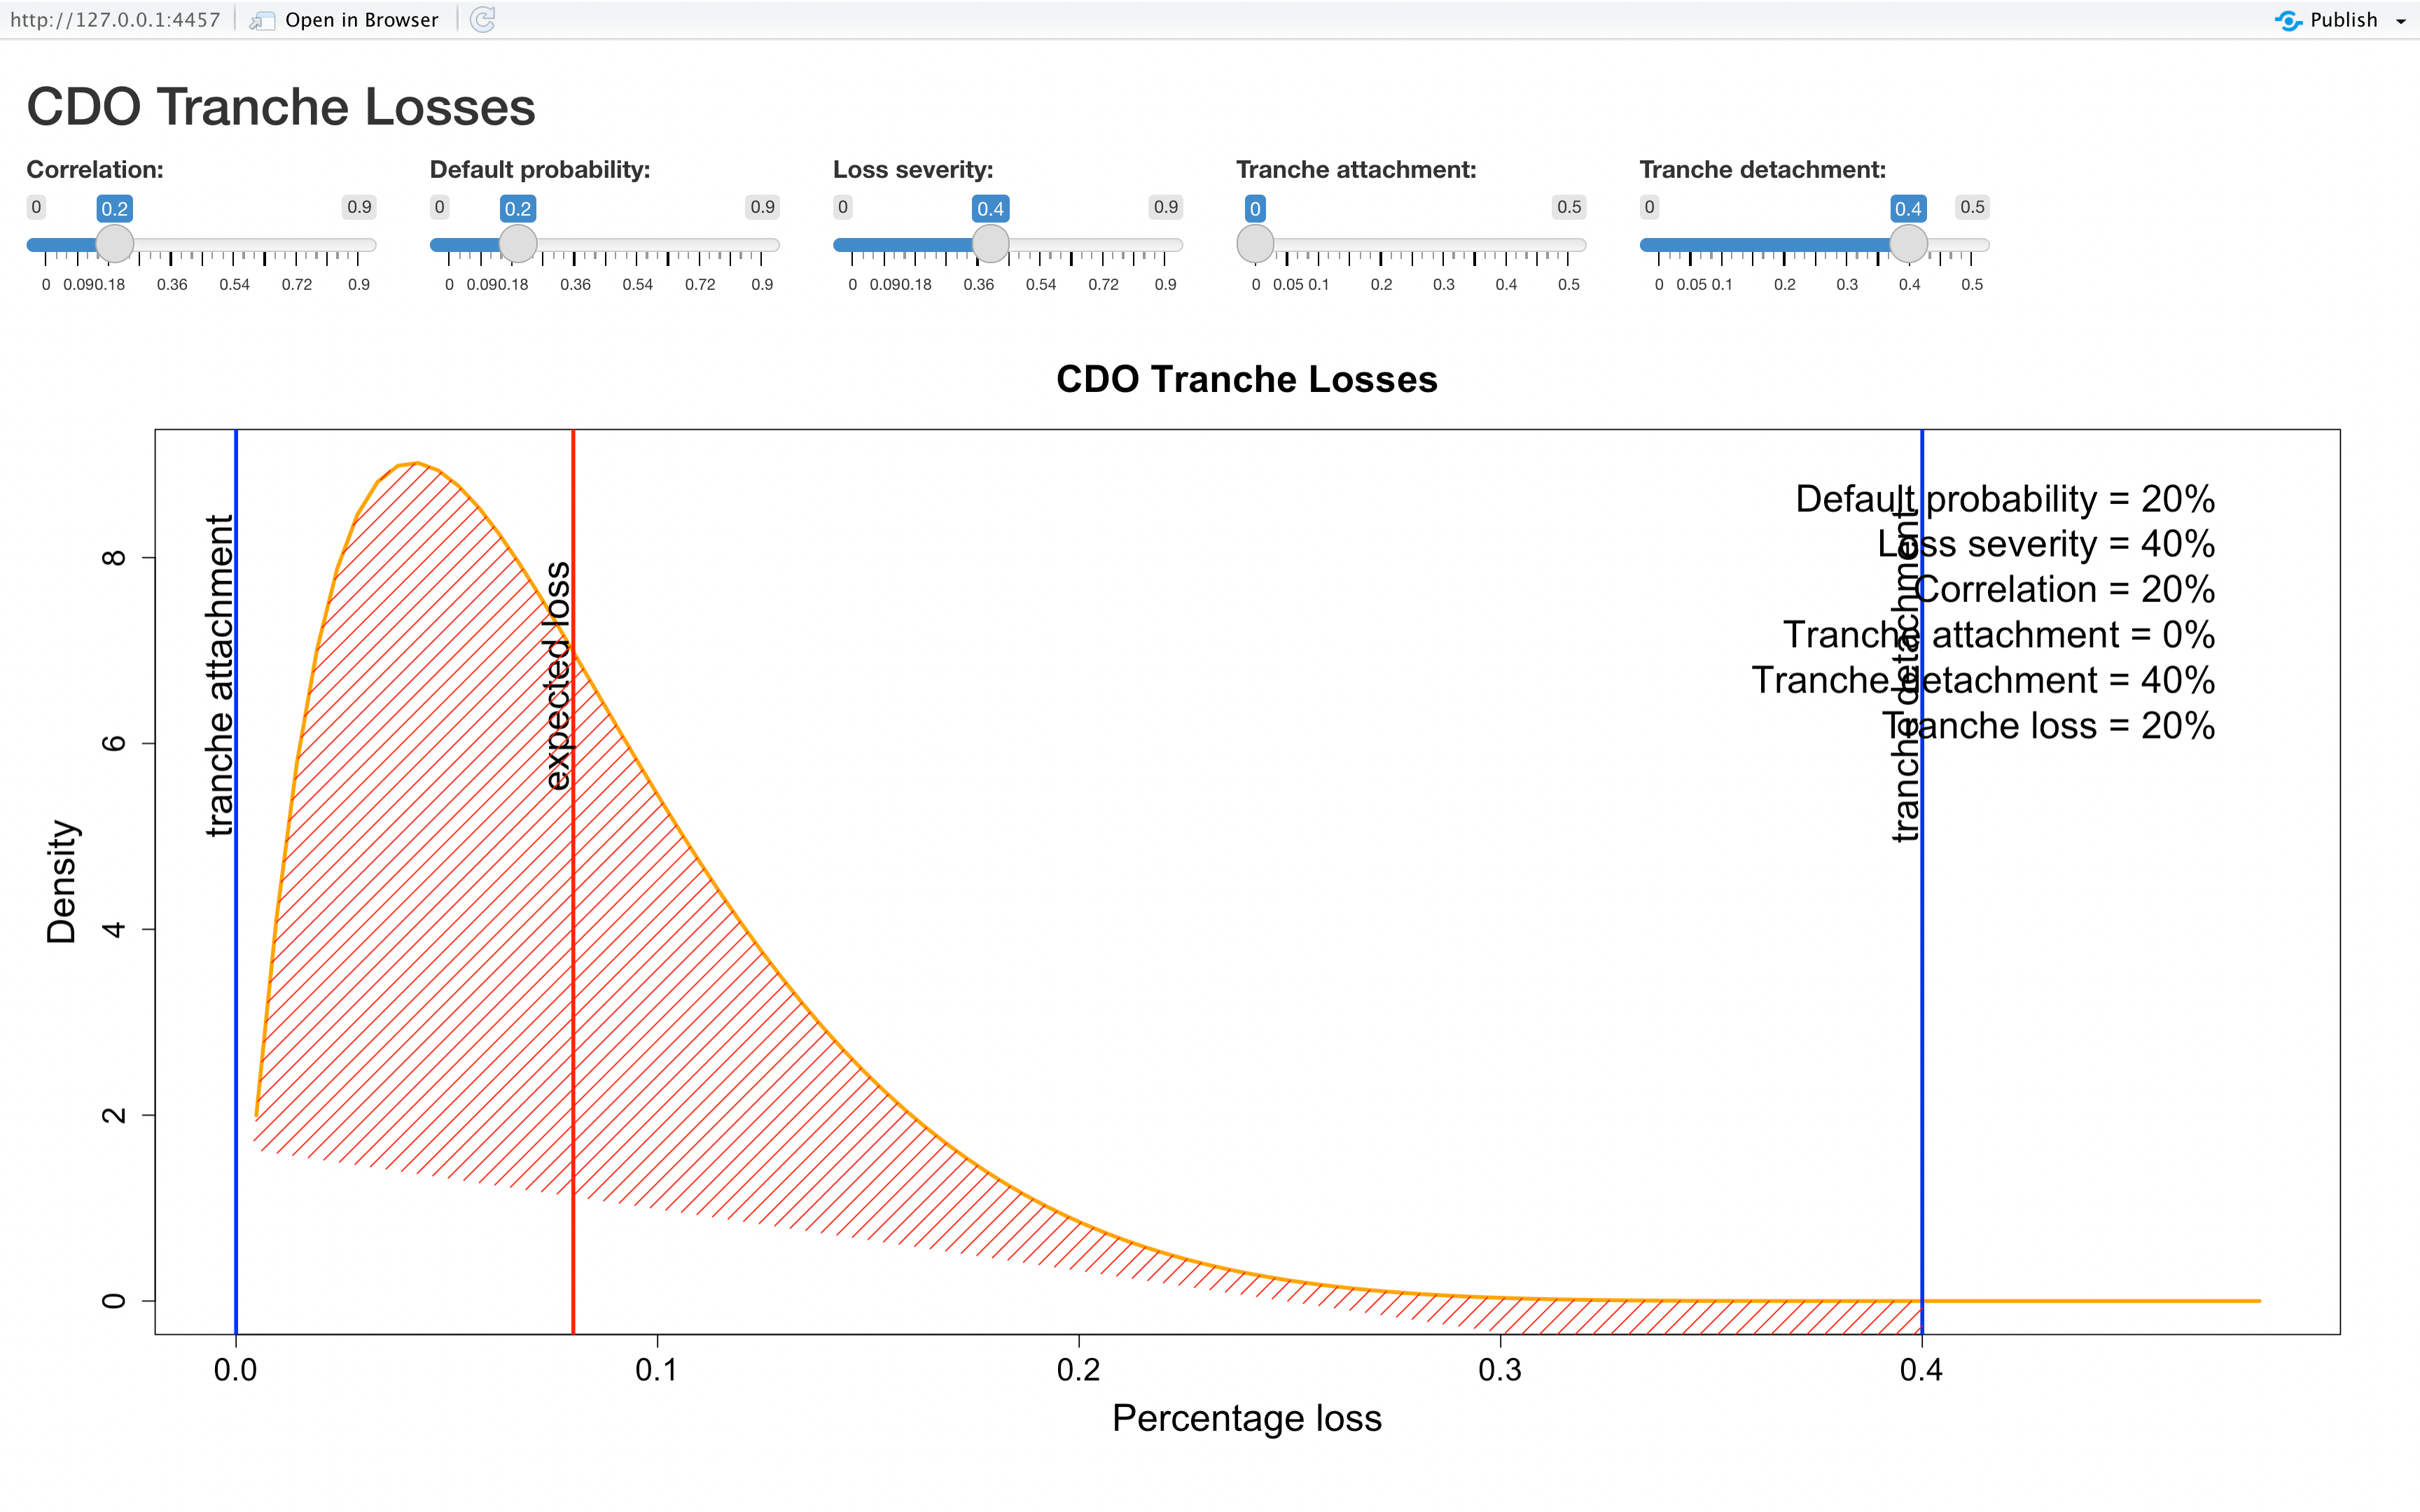 http://127.0.0.1:4457 Open in Browser Publish
CDO Tranche Losses
Correlation: Default probability: Loss severity: Tranche attachment: Tranche detachment:
0 0.2 0.9 0 0.2 0.9 0 0.4 0.9 0 0.5 0 0.4 0.5
0 0.09 0.18 0.36 0.54 0.72 0.9 0 0.09 0.18 0.36 0.54 0.72 0.9 0 0.09 0.18 0.36 0.54 0.72 0.9 0 0.05 0.1 0.2 0.3 0.4 0.5 0 0.05 0.1 0.2 0.3 0.4 0.5
CDO Tranche Losses
Default probability = 20%
Loss severity = 40%
Correlation = 20%
Tranche attachment = 0%
Tranche detachment = 40%
Tranche loss = 20%
tranche attachment
expected loss
tranche detachment
Density
8
6
4
2
0
0.0 0.1 0.2 0.3 0.4
Percentage loss